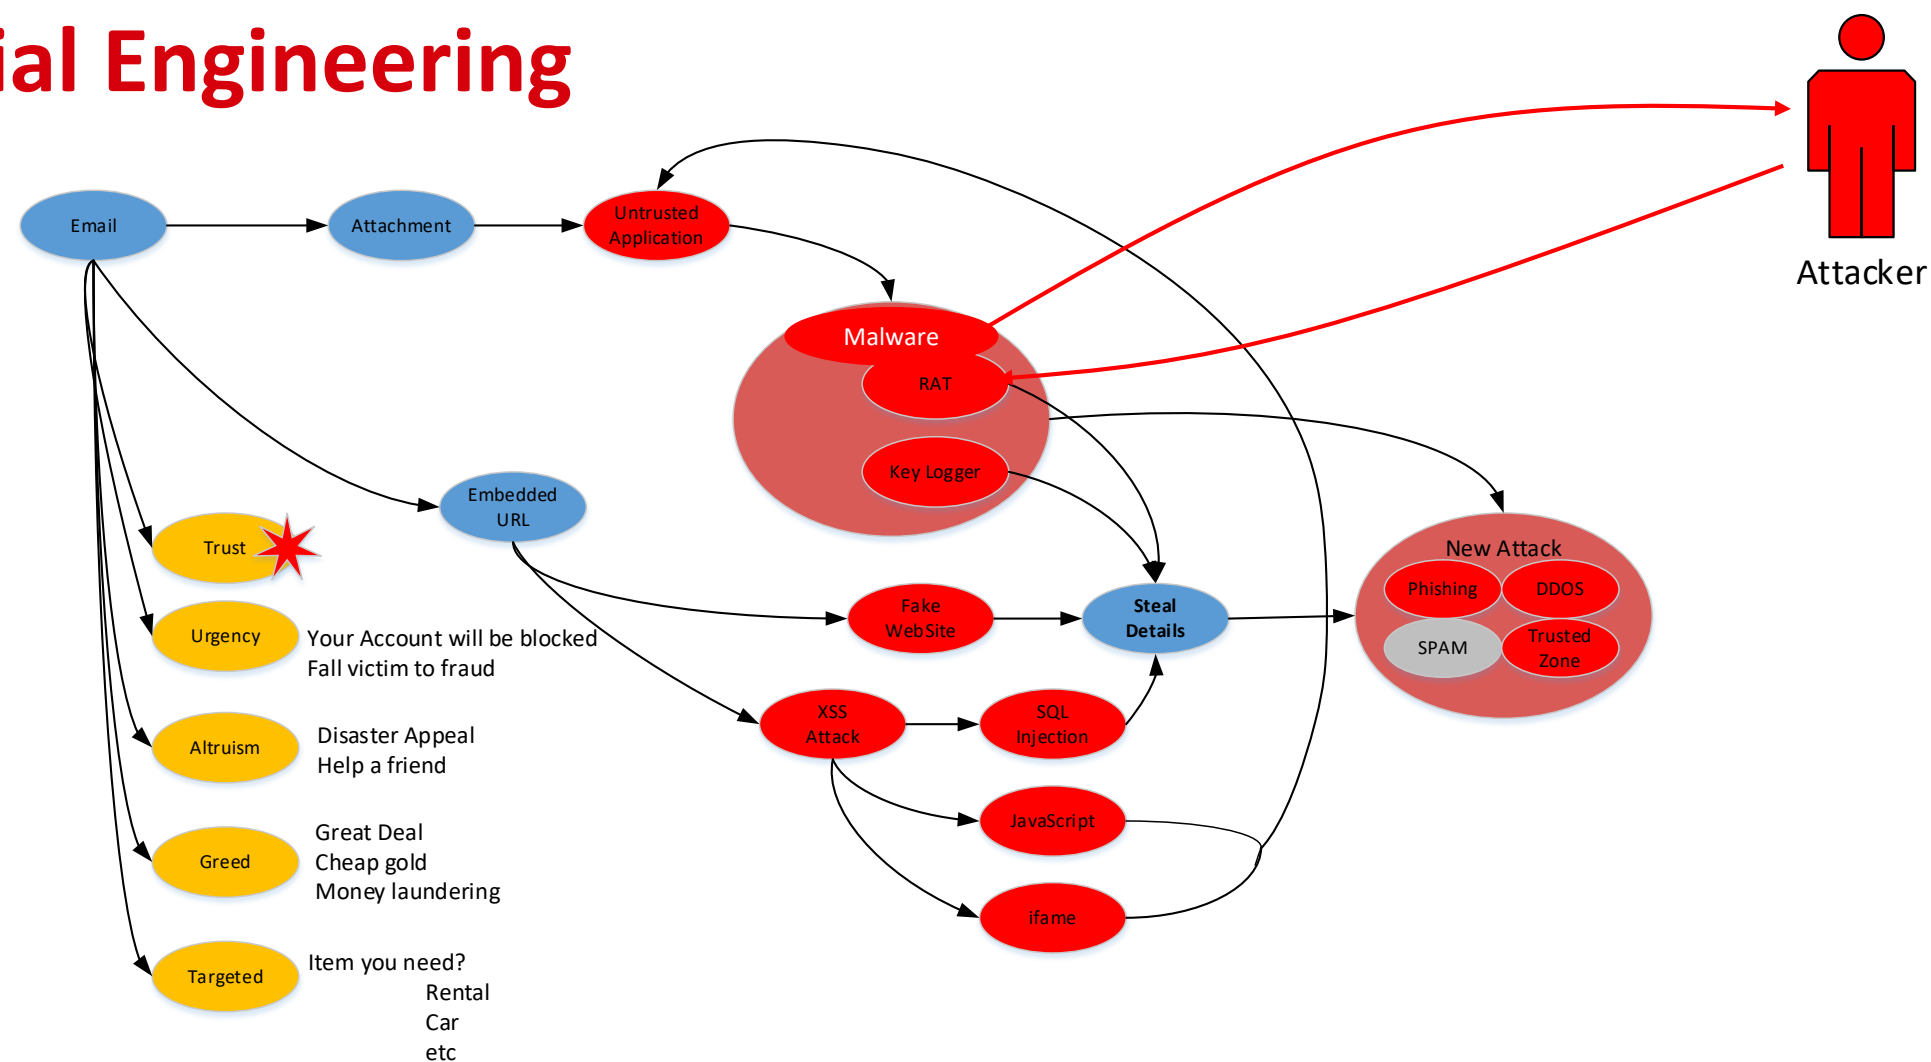 ial Engineering
Attacker
Email
Attachment
Untrusted
Application
Malware
RAT
Key Logger
Embedded
URL
Trust
Urgency
Your Account will be blocked
Fall victim to fraud
Altruism
Disaster Appeal
Help a friend
Greed
Great Deal
Cheap gold
Money laundering
Targeted
Item you need?
Rental
Car
etc
Fake
WebSite
Steal
Details
XSS
Attack
SQL
Injection
JavaScript
ifame
New Attack
Phishing
DDOS
SPAM
Trusted
Zone